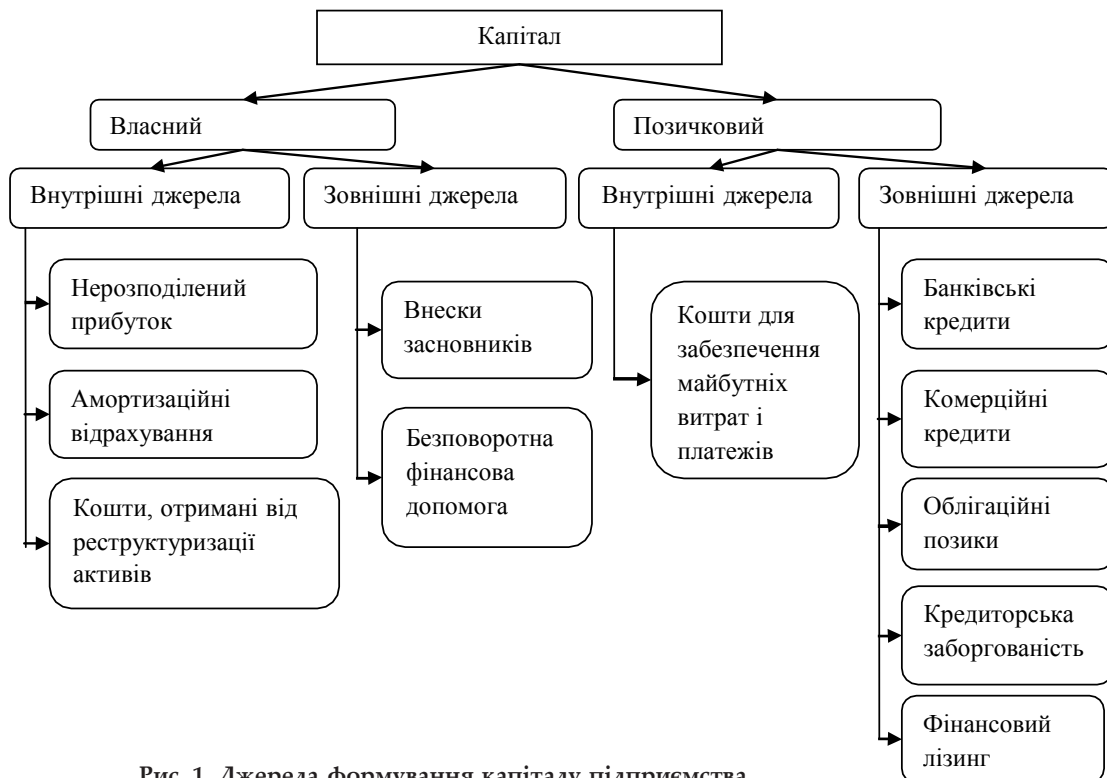 Капітал
Власний
Позичковий
Внутрішні джерела
Зовнішні джерела
Внутрішні джерела
Зовнішні джерела
Нерозподілений
прибуток
Амортизаційні
відрахування
Кошти, отримані від
реструктуризації
активів
Внески
засновників
Безповоротна
фінансова
допомога
Кошти для
забезпечення
майбутніх
витрат і
платежів
Банківські
кредити
Комерційні
кредити
Облігаційні
позики
Кредиторська
заборгованість
Фінансовий
лізинг
Рис. 1. Джерела формування капіталу підприємства